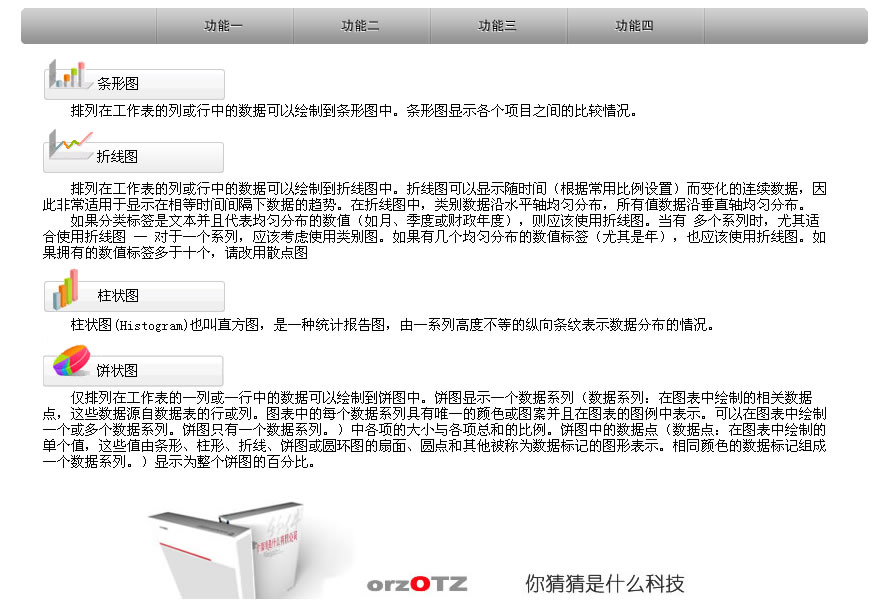 功能一 功能二 功能三 功能四
条形图
排列在工作表的列或行中的数据可以绘制到条形图中。条形图显示各个项目之间的比较情况。
折线图
排列在工作表的列或行中的数据可以绘制到折线图中。折线图可以显示随时间（根据常用比例设置）而变化的连续数据，因
此非常适用于显示在相等时间间隔下数据的趋势。在折线图中，类别数据沿水平轴均匀分布，所有值数据沿垂直轴均匀分布。
如果分类标签是文本并且代表均匀分布的数值（如月、季度或财政年度），则应该使用折线图。当有 多个系列时，尤其适
合使用折线图 — 对于一个系列，应该考虑使用类别图。如果有几个均匀分布的数值标签（尤其是年），也应该使用折线图。如
果拥有的数值标签多于十个，请改用散点图
柱状图
柱状图(Histogram)也叫直方图，是一种统计报告图，由一系列高度不等的纵向条纹表示数据分布的情况。
饼状图
仅排列在工作表的一列或一行中的数据可以绘制到饼图中。饼图显示一个数据系列（数据系列：在图表中绘制的相关数据
点，这些数据源自数据表的行或列。图表中的每个数据系列具有唯一的颜色或图案并且在图表的图例中表示。可以在图表中绘制
一个或多个数据系列。饼图只有一个数据系列。）中各项的大小与各项总和的比例。饼图中的数据点（数据点：在图表中绘制的
单个值，这些值由条形、柱形、折线、饼图或圆环图的扇面、圆点和其他被称为数据标记的图形表示。相同颜色的数据标记组成
一个数据系列。）显示为整个饼图的百分比。
orzOTZ 你猜猜是什么科技